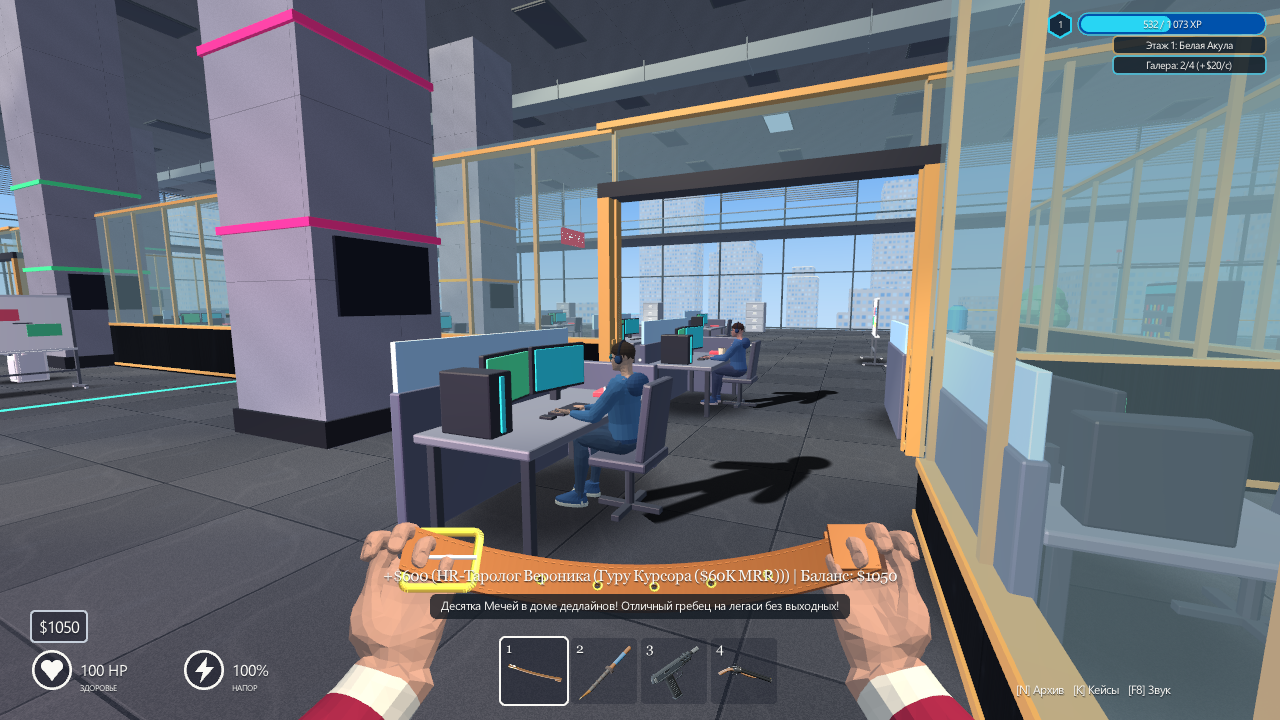 1
532 / 1 073 XP
Этаж 1: Белая Акула
Галера: 2/4 (+$20/с)
+$600 (HR-Таролог Вероника (Гуру Курсора ($60K MRR))) | Баланс: $1050
Десятка Мечей в доме дедлайнов! Отличный гребец на легаси без выходных!
$1050
100 HP
ЗДОРОВЬЕ
100%
НАПОР
1
2
3
4
[N] Архив [K] Кейсы [F8] Звук